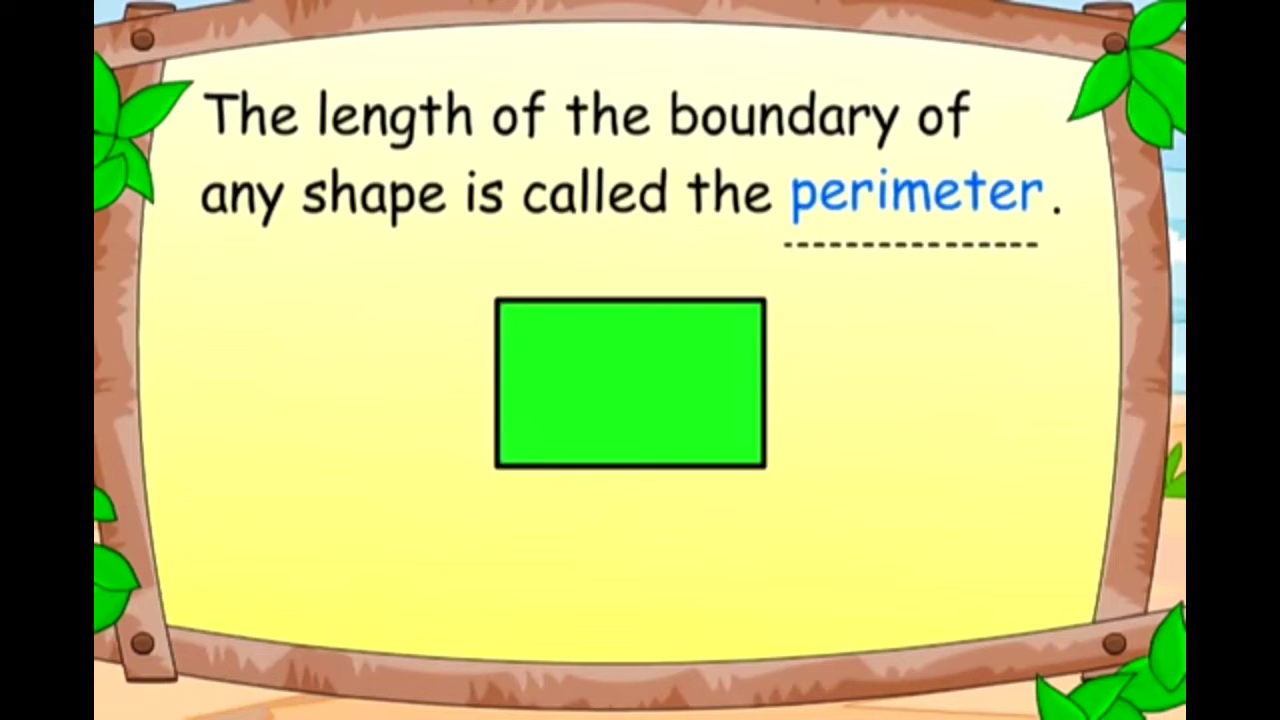 The length of the boundary of
any shape is called the perimeter.